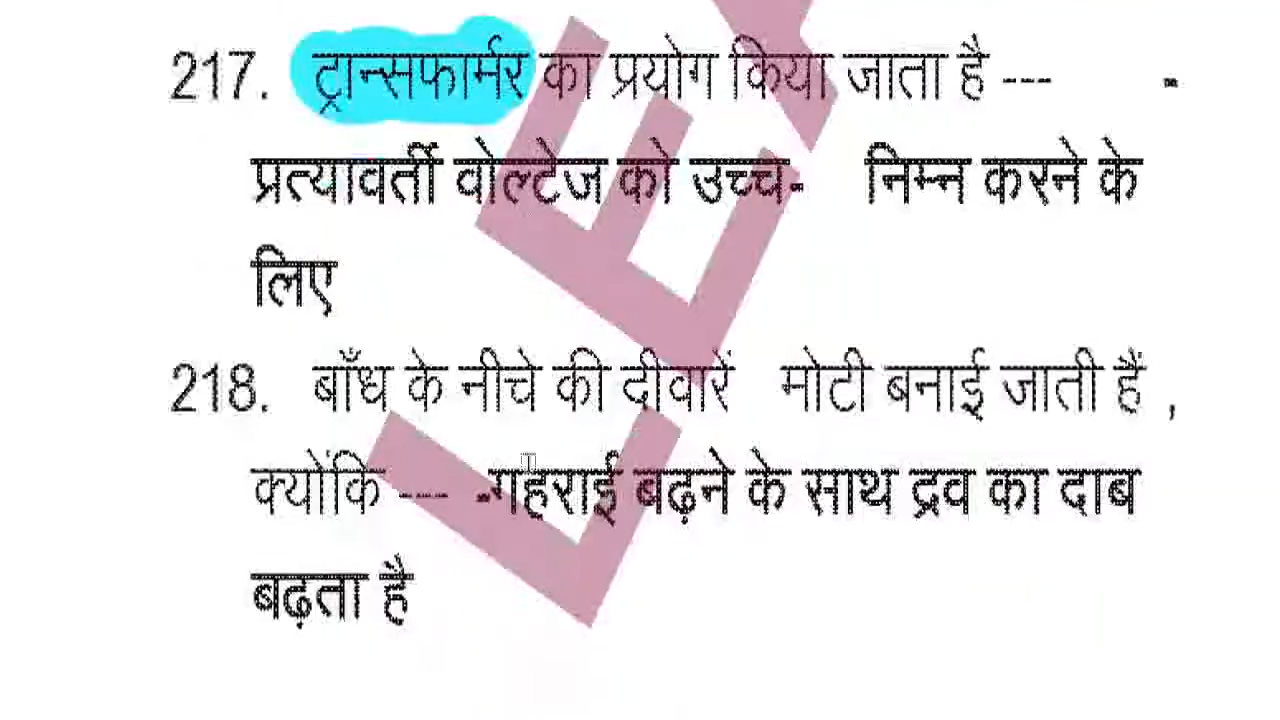 217. ट्रान्सफार्मर का प्रयोग किया जाता है --- -
प्रत्यावर्ती वोल्टेज को उच्च- निम्न करने के
लिए
218. बाँध के नीचे की दीवारें मोटी बनाई जाती हैं ,
क्योंकि --- -गहराई बढ़ने के साथ द्रव का दाब
बढ़ता है